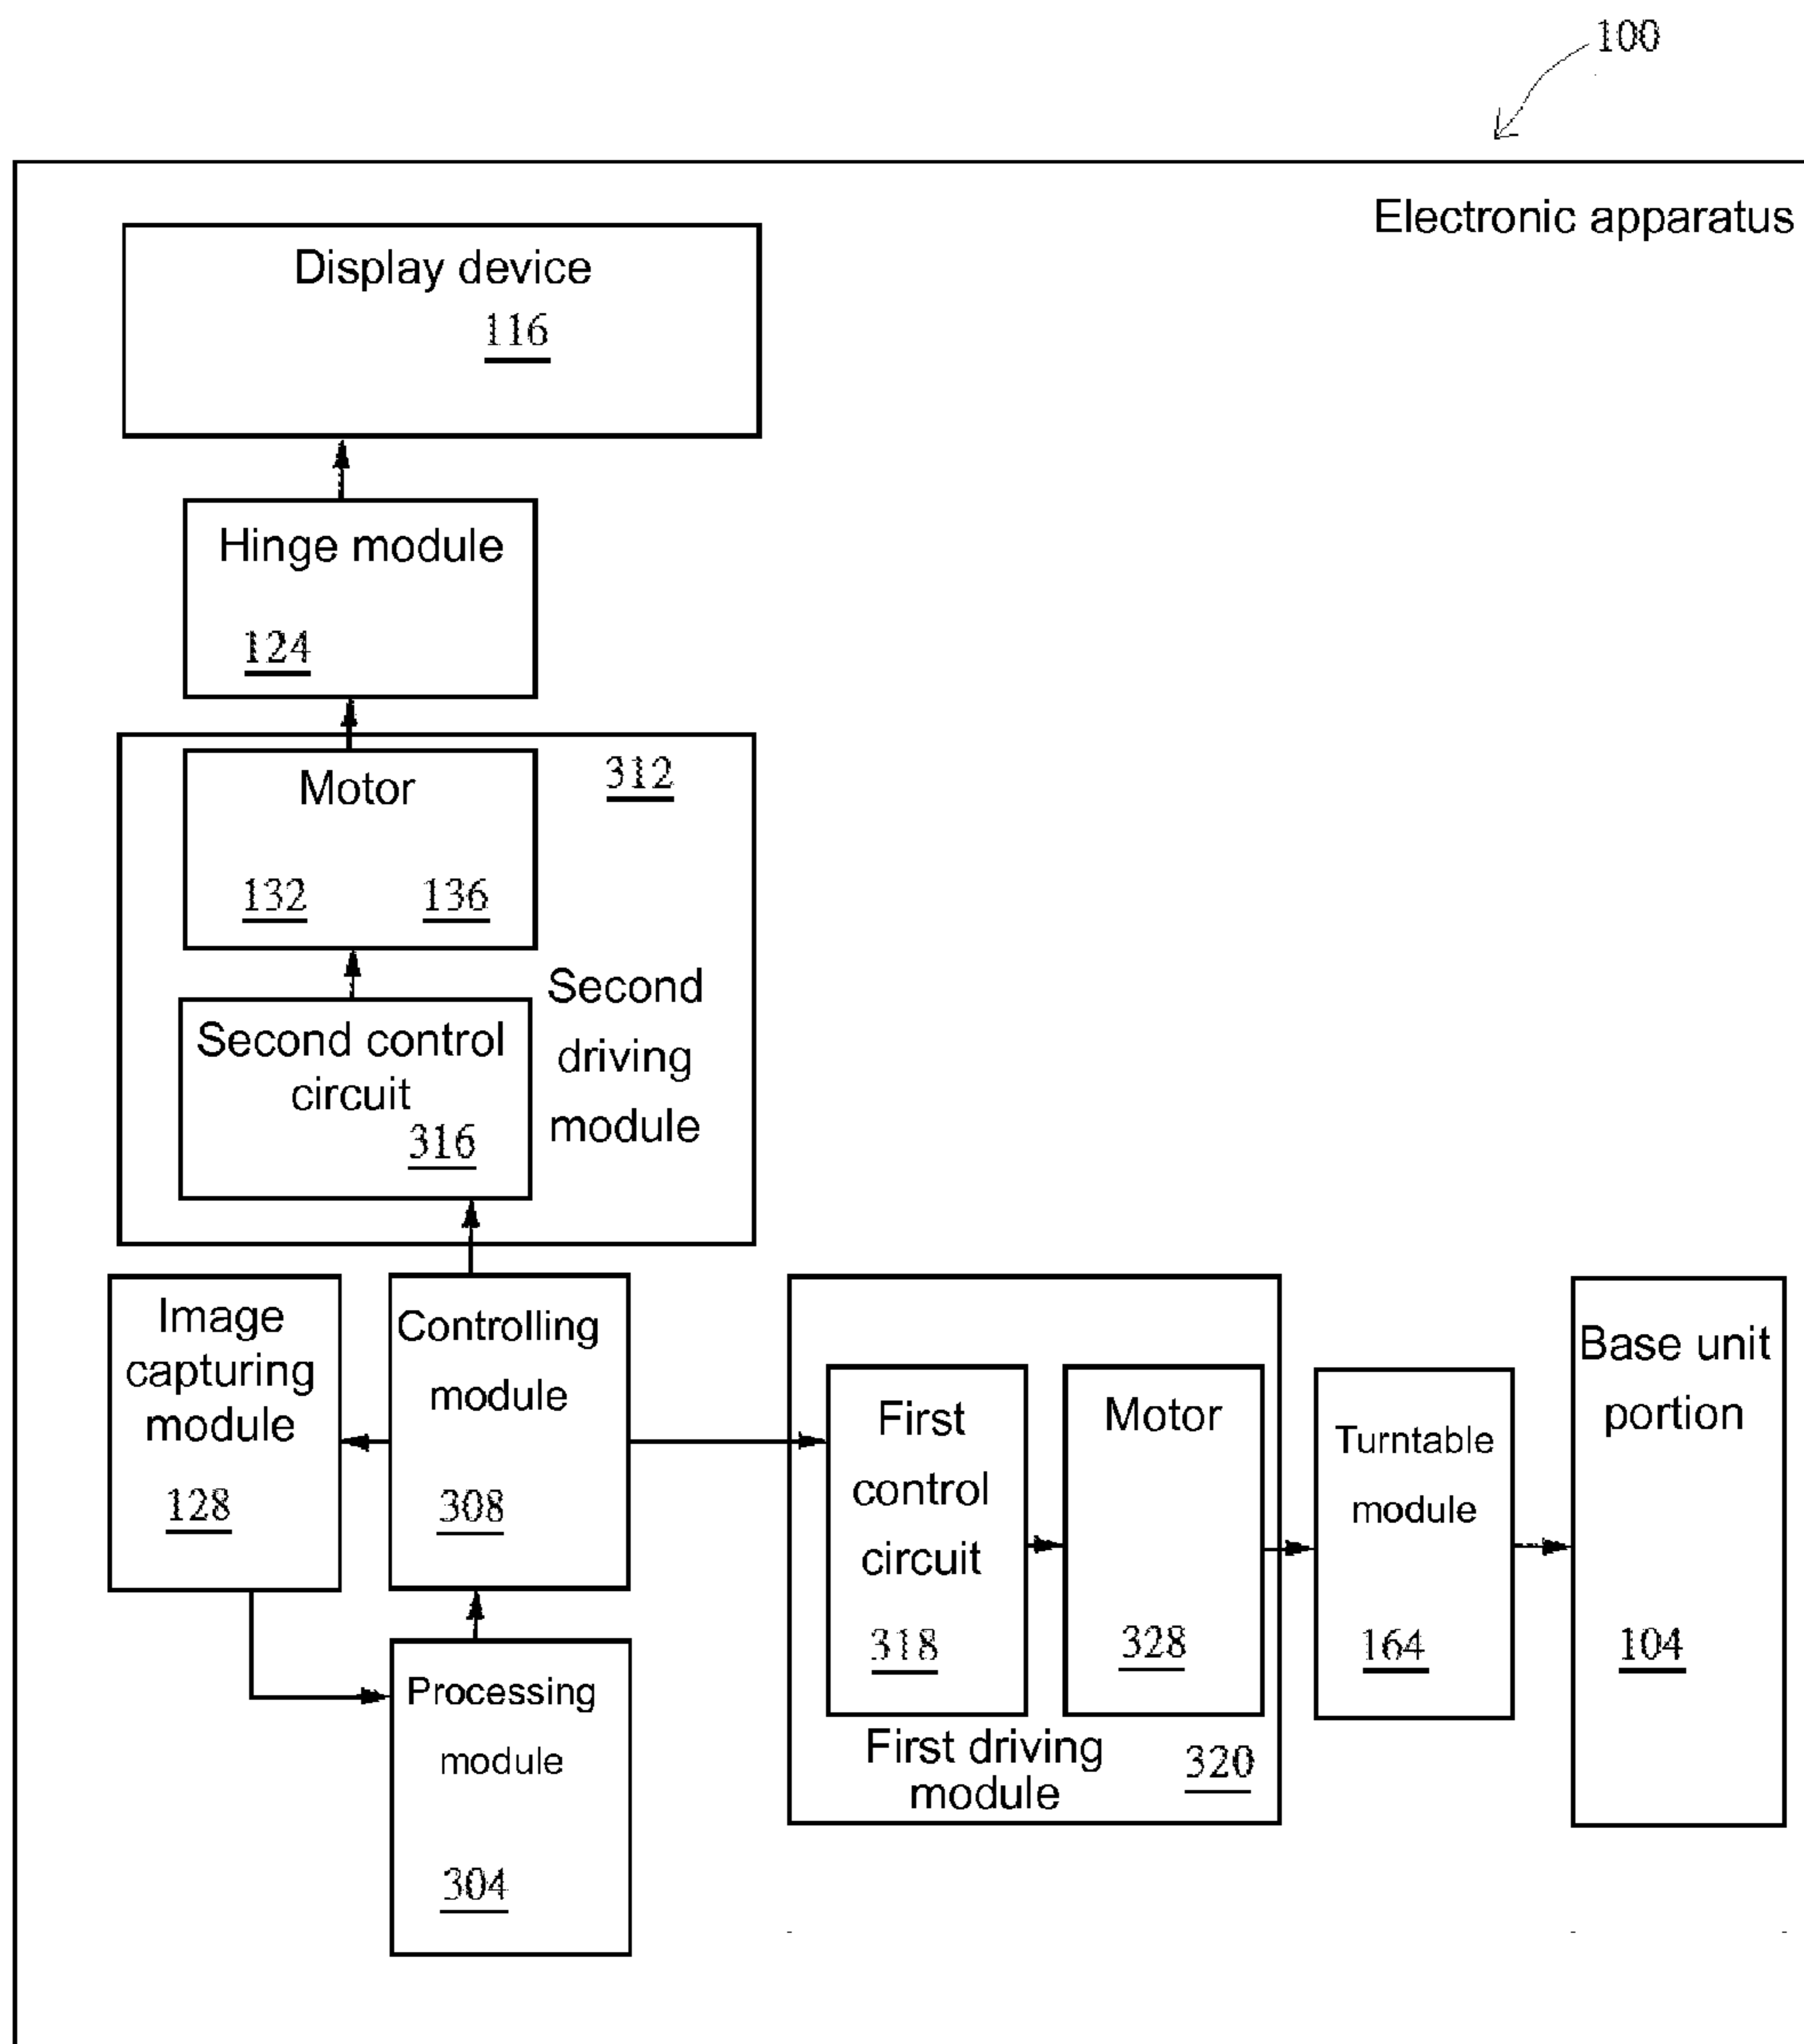 100
Electronic apparatus
Display device
116
Hinge module
124
312
Motor
132 136
Second
driving
module
Second control
circuit
316
Image
capturing
module
128
Controlling
module
308
First
control
circuit
318
Motor
328
First driving
module
320
Turntable
module
164
Base unit
portion
104
Processing
module
304